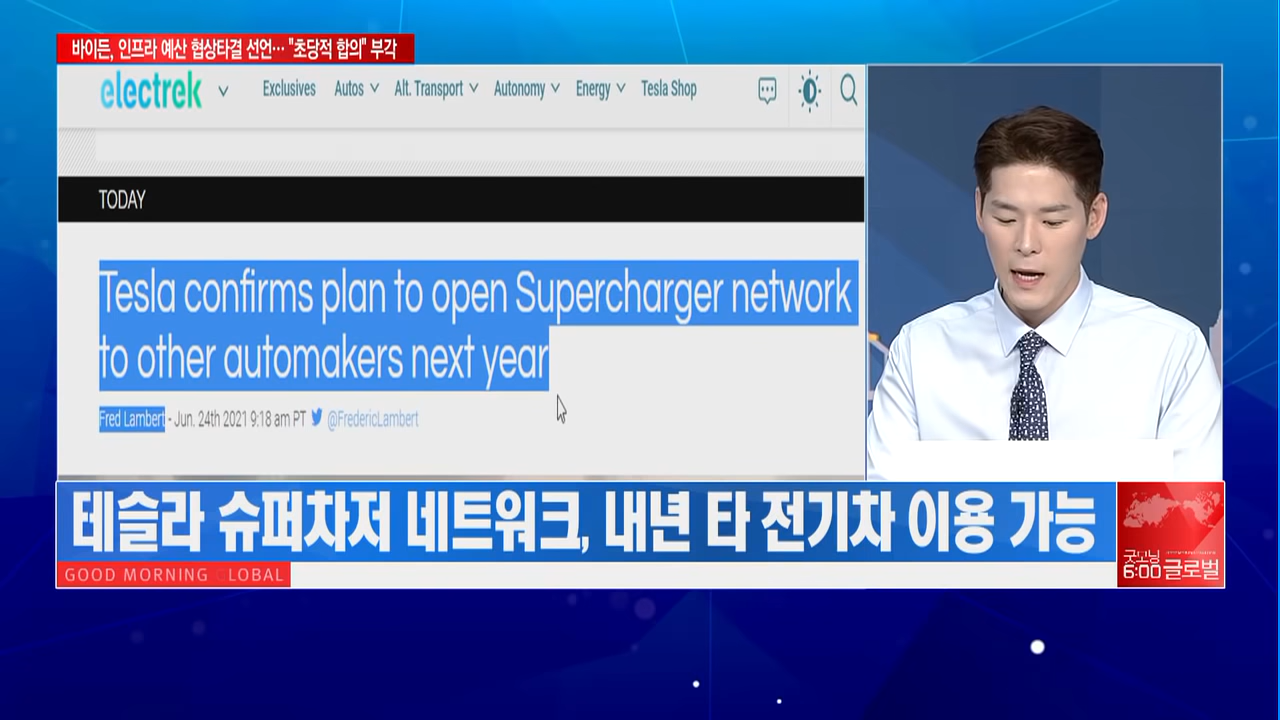 바이든, 인프라 예산 협상타결 선언… "초당적 합의" 부각
electrek
Exclusives Autos Alt. Transport Autonomy Energy Tesla Shop
TODAY
Tesla confirms plan to open Supercharger network
to other automakers next year
Fred Lambert - Jun. 24th 2021 9:18 am PT @FredericLambert
테슬라 슈퍼차저 네트워크, 내년 타 전기차 이용 가능
GOOD MORNING LOBAL
굿모닝
6:00 글로벌